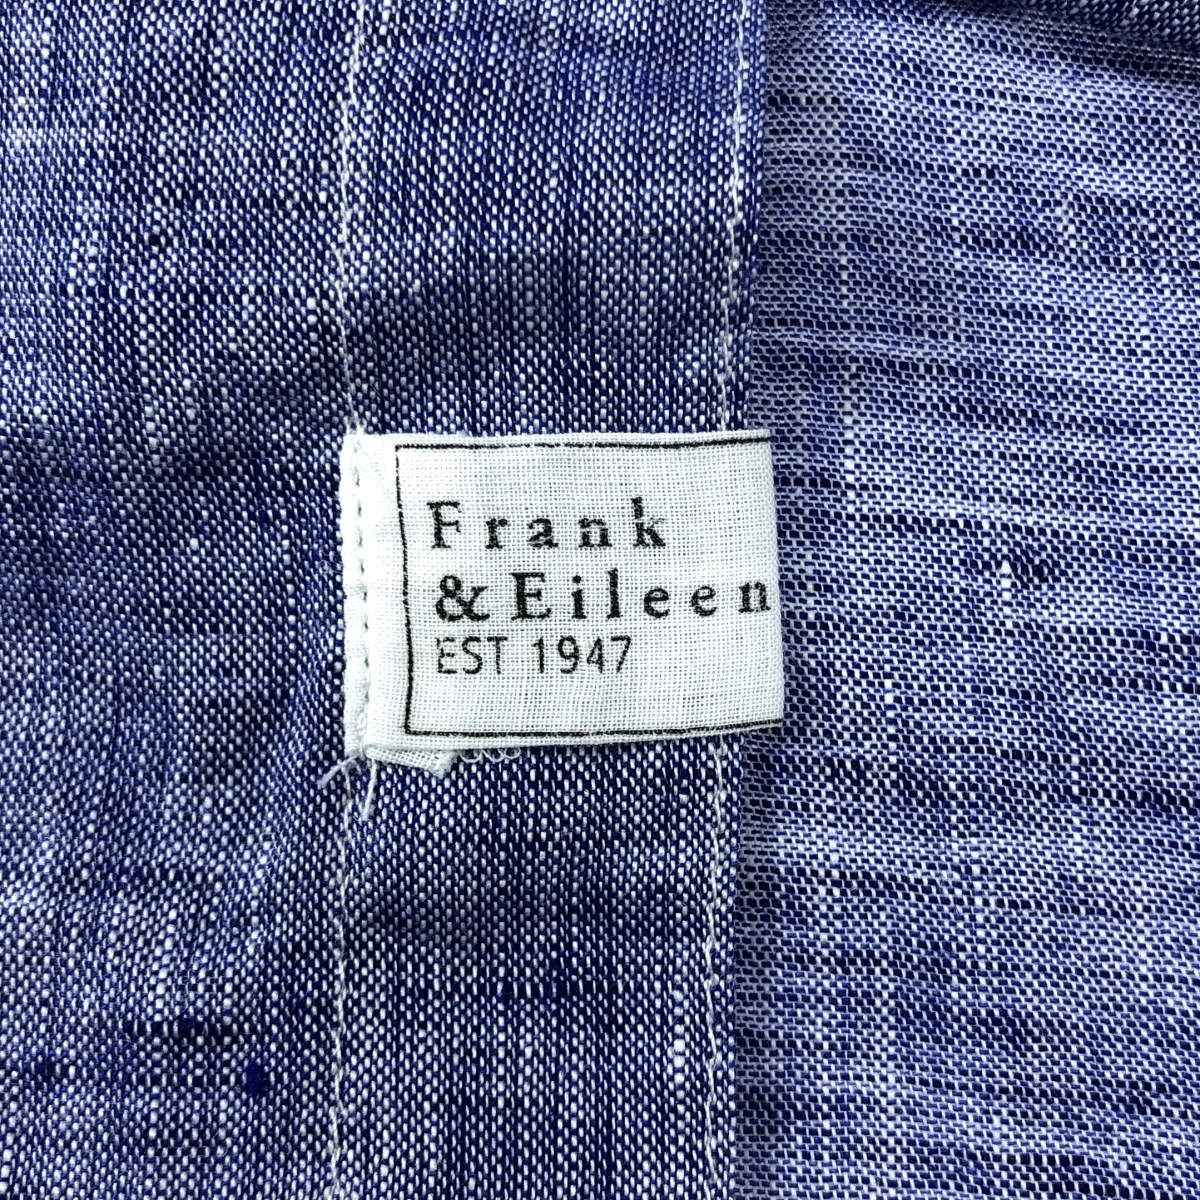 Frank
& Eileen
EST 1947